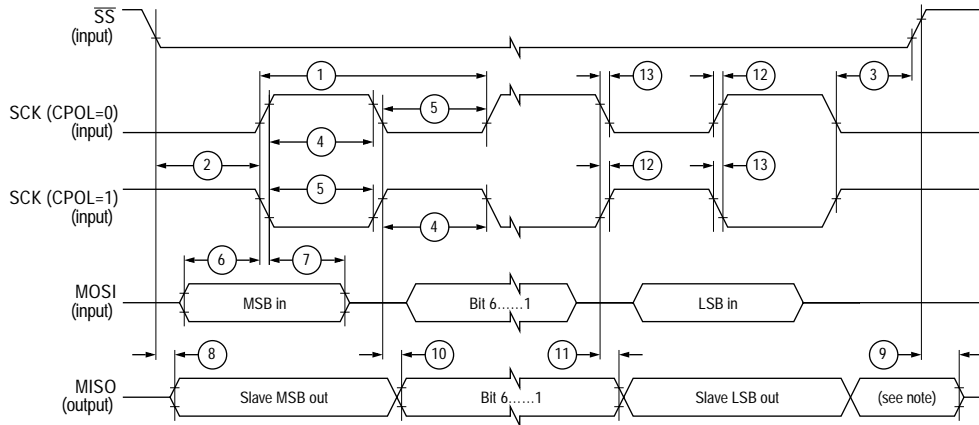 SS
(input)
1 13 12 3
5
SCK (CPOL=0)
(input)
4
2 12 13
SCK (CPOL=1)
(input)
5
4
6 7
MOSI
(input)
MSB in
Bit 6……1
LSB in
8 10 11 9
MISO
(output)
Slave MSB out
Bit 6……1
Slave LSB out
(see note)